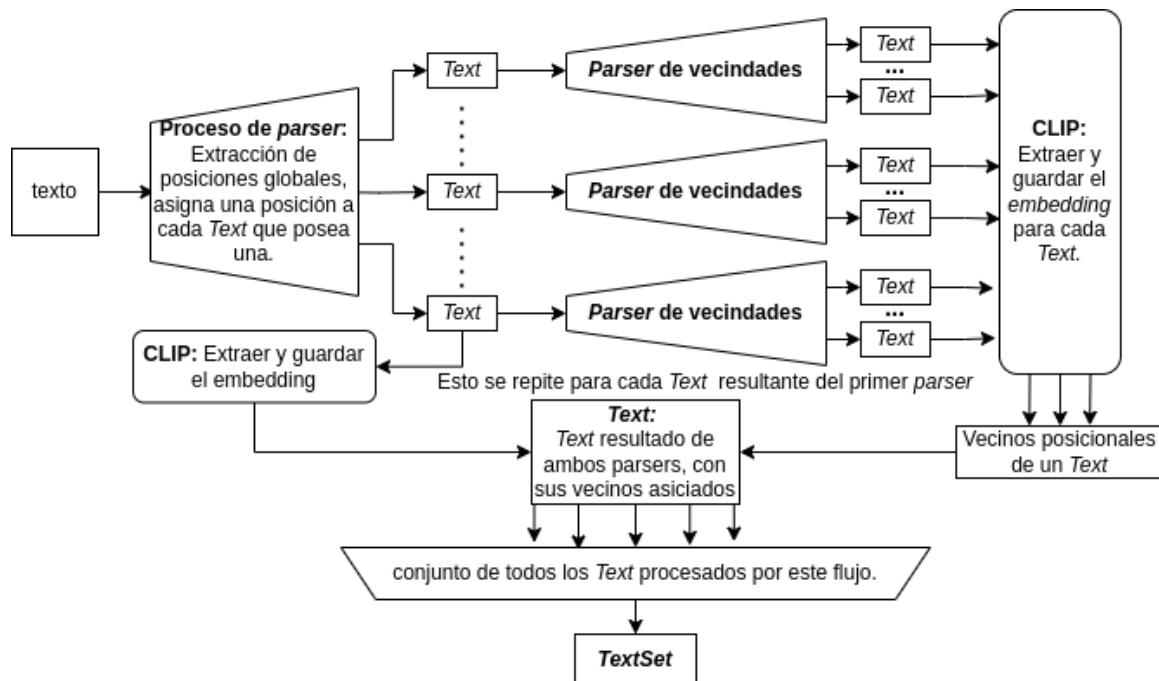 texto
Proceso de parser:
Extracción de
posiciones globales,
asigna una posición a
cada Text que posea
una.
Text
Text
Text
Parser de vecindades
Parser de vecindades
Parser de vecindades
Text
...
Text
Text
...
Text
Text
...
Text
CLIP:
Extraer y
guardar el
embedding
para cada
Text.
CLIP: Extraer y guardar
el embedding
Esto se repite para cada Text resultante del primer parser
Text:
Text resultado de
ambos parsers, con
sus vecinos asiciados
Vecinos posicionales
de un Text
conjunto de todos los Text procesados por este flujo.
TextSet